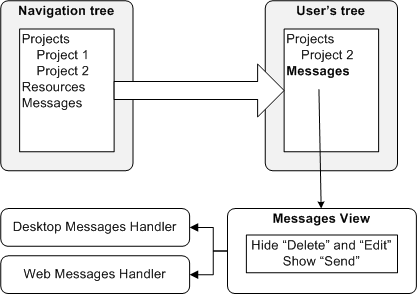 Navigation tree
Projects
Project 1
Project 2
Resources
Messages
User's tree
Projects
Project 2
Messages
Messages View
Hide “Delete” and “Edit”
Show “Send”
Desktop Messages Handler
Web Messages Handler